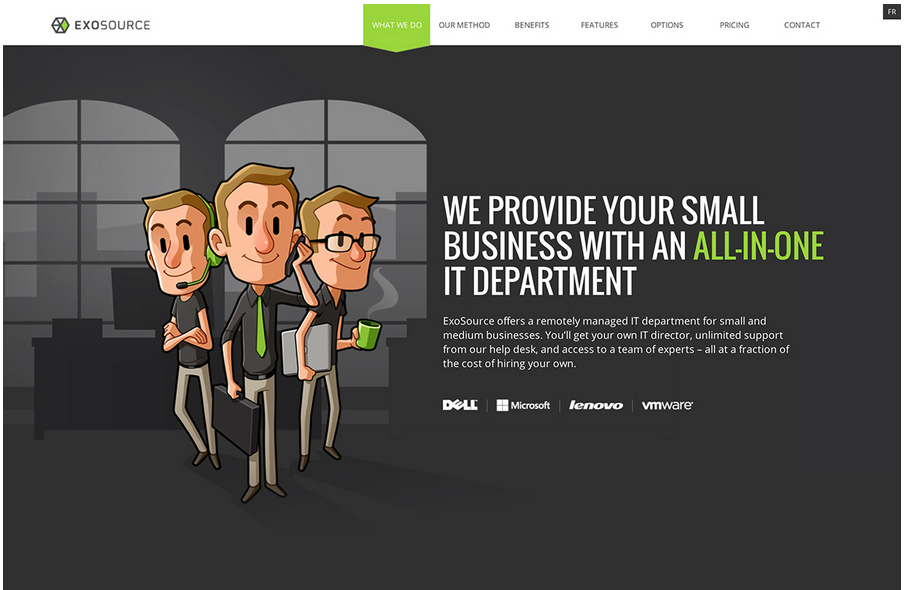 FR
EXOSOURCE
WHAT WE DO OUR METHOD BENEFITS FEATURES OPTIONS PRICING CONTACT
WE PROVIDE YOUR SMALL
BUSINESS WITH AN ALL-IN-ONE
IT DEPARTMENT
ExoSource offers a remotely managed IT department for small and
medium businesses. You'll get your own IT director, unlimited support
from our help desk, and access to a team of experts – all at a fraction of
the cost of hiring your own.
DELL Microsoft lenovo vmware